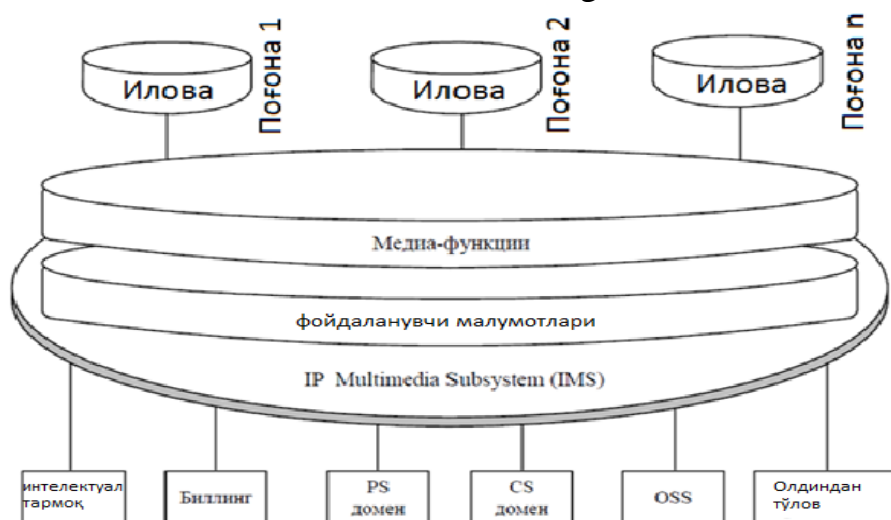 Илова
Поғона 1
Илова
Поғона 2
Илова
Поғона n
Медиа-функции
фойдаланувчи малумотлари
IP Multimedia Subsystem (IMS)
интелектуал
тармоқ
Биллинг
PS
домен
CS
домен
OSS
Олдиндан
тўлов